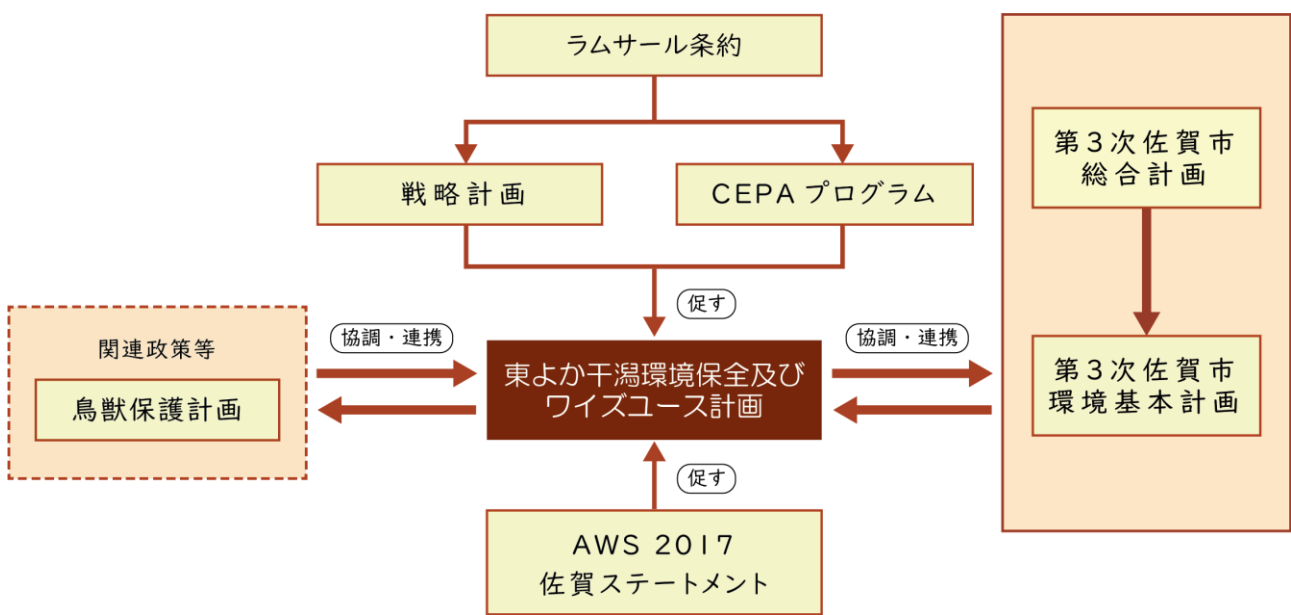 ラムサール条約
戦略計画
CEPA プログラム
第3次佐賀市
総合計画
促す
関連政策等
鳥獣保護計画
協調・連携
東よか干潟環境保全及び
ワイズユース計画
協調・連携
第3次佐賀市
環境基本計画
促す
AWS 2017
佐賀ステートメント